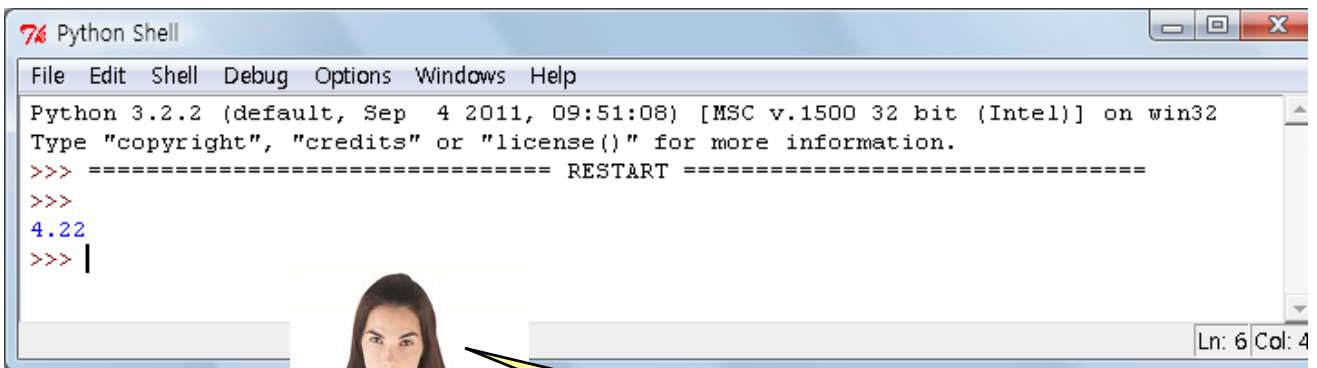 Python Shell
File Edit Shell Debug Options Windows Help
Python 3.2.2 (default, Sep  4 2011, 09:51:08) [MSC v.1500 32 bit (Intel)] on win32
Type "copyright", "credits" or "license()" for more information.
>>> ================================ RESTART ================================
>>>
4.22
>>>
Ln: 6 Col: 4